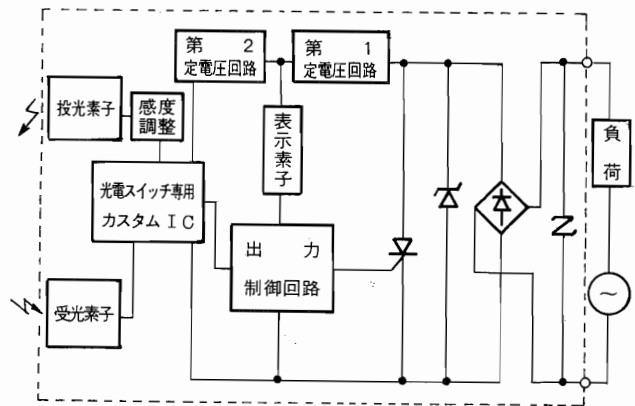 第 2
定電圧回路
第 1
定電圧回路
投光素子
感度
調整
表示素子
負荷
光電スイッチ専用
カスタムIC
出 力
制御回路
受光素子